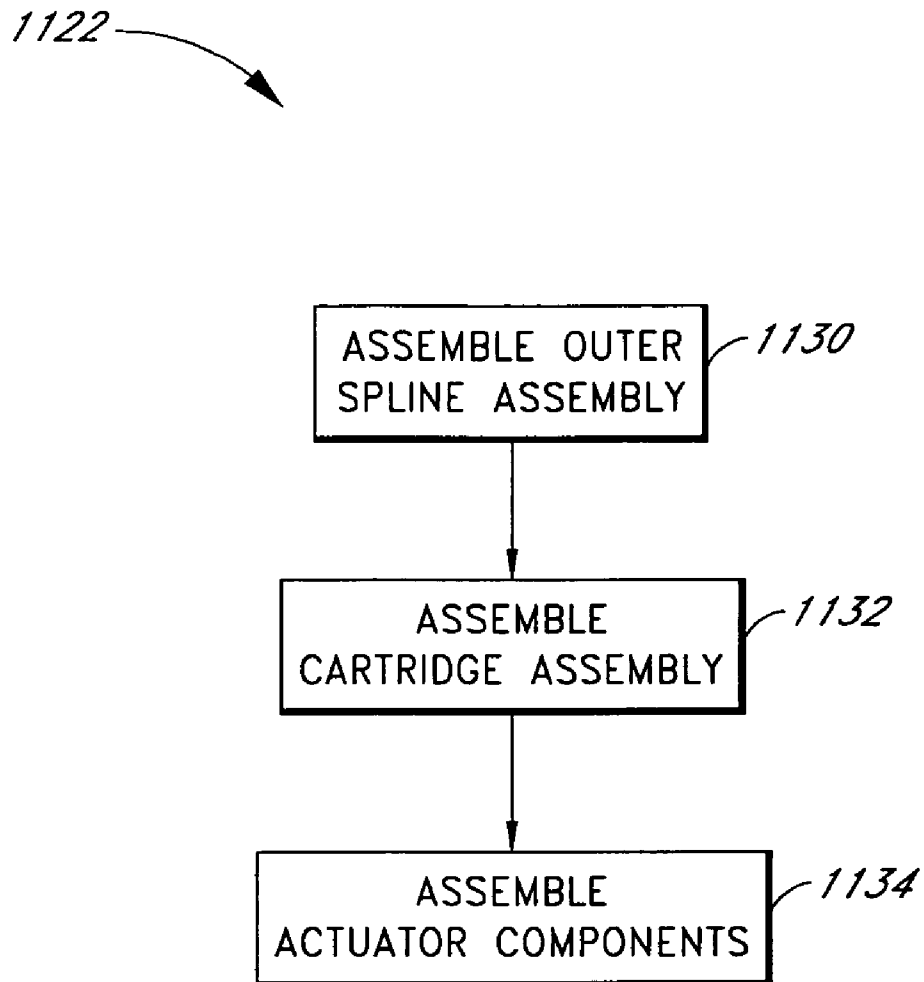 1122
ASSEMBLE OUTER
SPLINE ASSEMBLY
1130
ASSEMBLE
CARTRIDGE ASSEMBLY
1132
ASSEMBLE
ACTUATOR COMPONENTS
1134